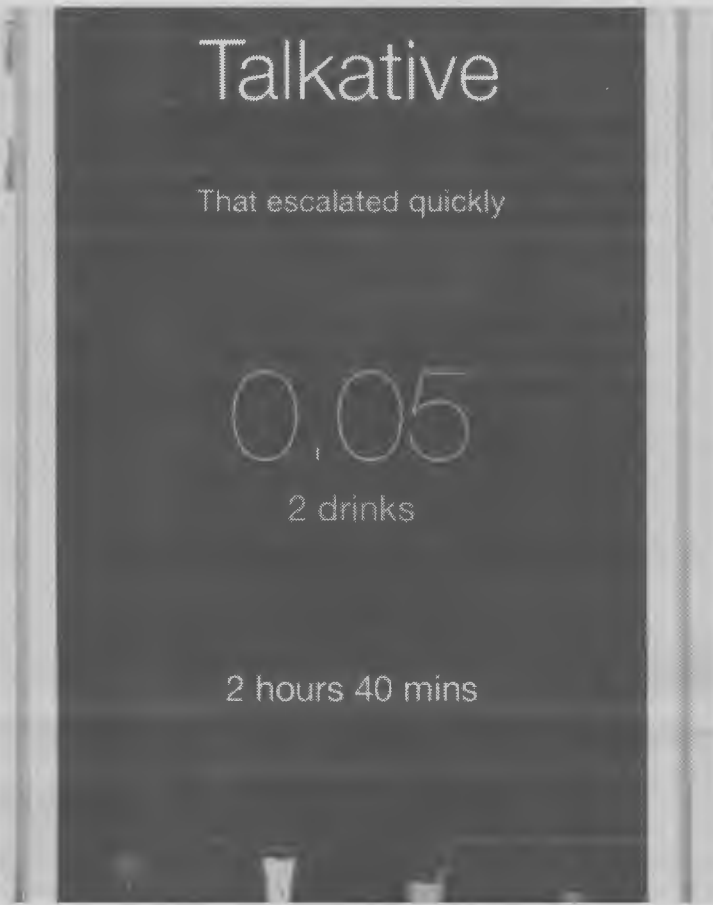 Talkative
That escalated quickly
0.05
2 drinks
2 hours 40 mins